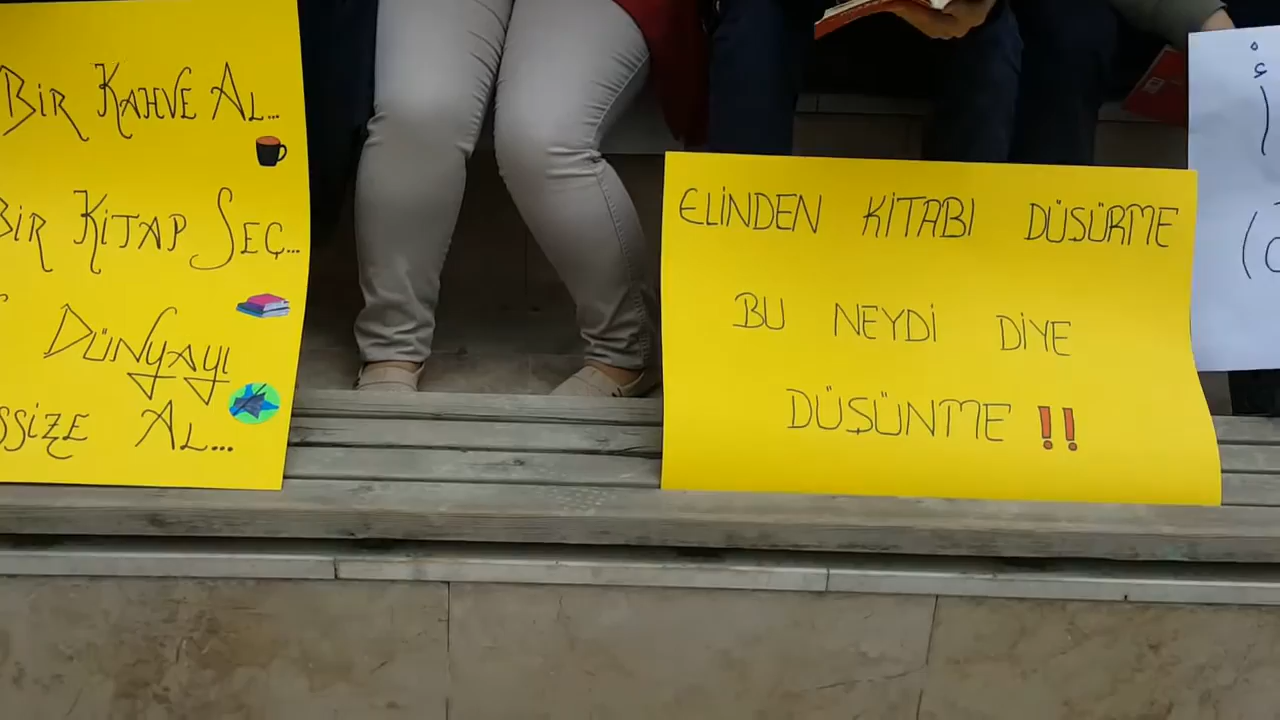 BİR KAHVE AL...
BİR KİTAP SEÇ...
DÜNYAYI
SSİZE AL...
ELİNDEN KİTABI DÜŞÜRME
BU NEYDİ DİYE
DÜŞÜNME !!